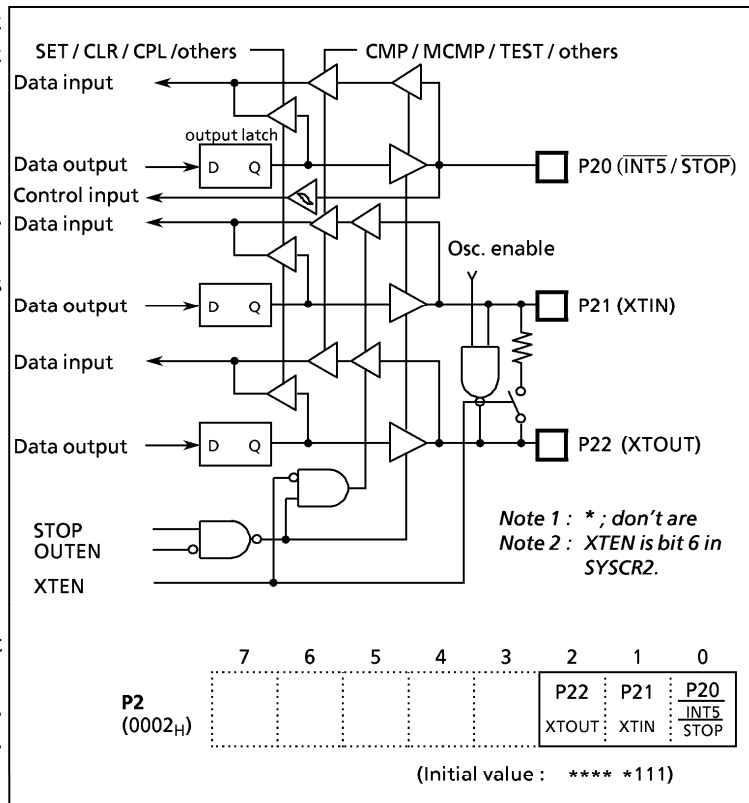 SET / CLR / CPL /others
CMP / MCMP / TEST / others
Data input
output latch
Data output
D Q
P20 (INT5 / STOP)
Control input
Data input
Osc. enable
Data output
D Q
P21 (XTIN)
Data input
Data output
D Q
P22 (XTOUT)
STOP
OUTEN
XTEN
Note 1 : * ; don't are
Note 2 : XTEN is bit 6 in
SYSCR2.
7 6 5 4 3 2 1 0
P2
(0002H)
P22 P21 P20
XTOUT XTIN INT5
STOP
(Initial value : **** *111)